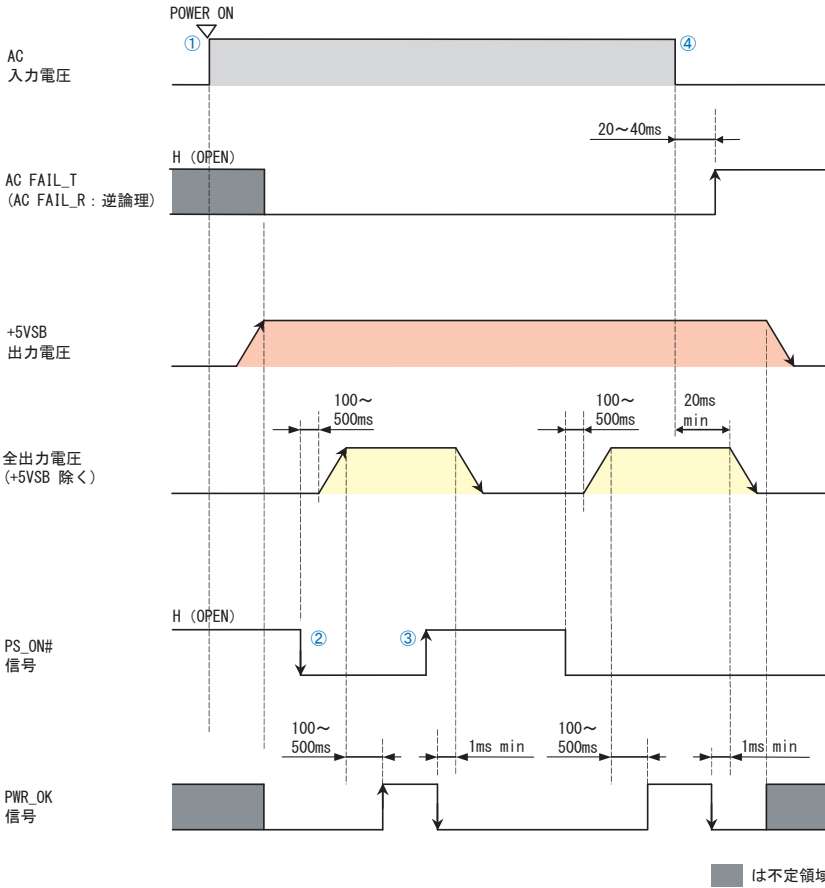 POWER ON
①
④
AC
入力電圧
20～40ms
H (OPEN)
AC FAIL_T
(AC FAIL_R：逆論理)
+5VSB
出力電圧
100～
500ms
100～
500ms
20ms
min
全出力電圧
(+5VSB 除く)
H (OPEN)
②
③
PS_ON#
信号
100～
500ms
1ms min
100～
500ms
1ms min
PWR_OK
信号
は不定領域